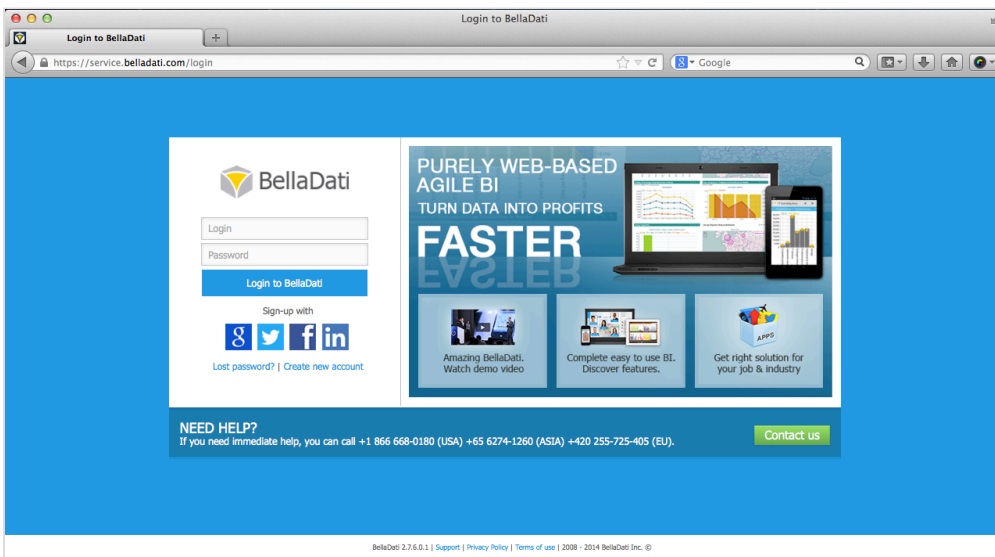 Login to BellaDati
Login to BellaDati
https://service.belladati.com/login
Google
BellaDati
Login
Password
Login to BellaDati
Sign-up with
Lost password? | Create new account
PURELY WEB-BASED
AGILE BI
TURN DATA INTO PROFITS
FASTER
Amazing BellaDati.
Watch demo video
Complete easy to use BI.
Discover features.
APPS
Get right solution for
your job & industry
NEED HELP?
If you need immediate help, you can call +1 866 668-0180 (USA) +65 6274-1260 (ASIA) +420 255-725-405 (EU).
Contact us
BellaDati 2.7.6.0.1 | Support | Privacy Policy | Terms of use | 2008 - 2014 BellaDati Inc. ©